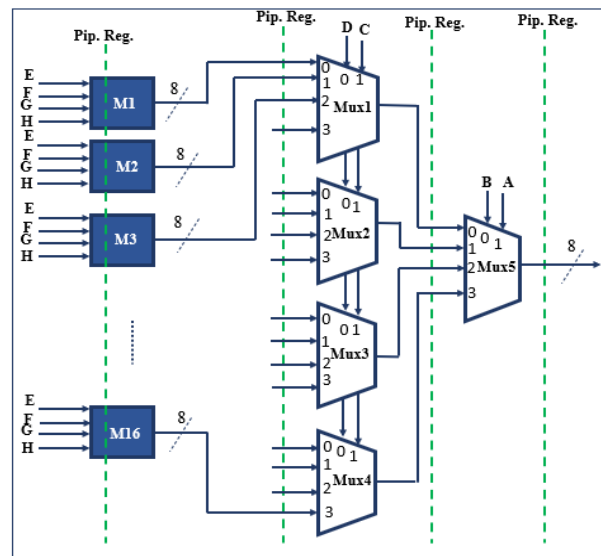 Pip. Reg.
Pip. Reg.
D C
Pip. Reg.
Pip. Reg.
E
F
G
H
M1
8
0
1
2
3
0 1
Mux1
E
F
G
H
M2
8
E
F
G
H
M3
8
0
1
2
3
0 1
Mux2
B A
0
1
2
3
0 1
Mux5
8
0
1
2
3
0 1
Mux3
E
F
G
H
M16
8
0
1
2
3
0 1
Mux4